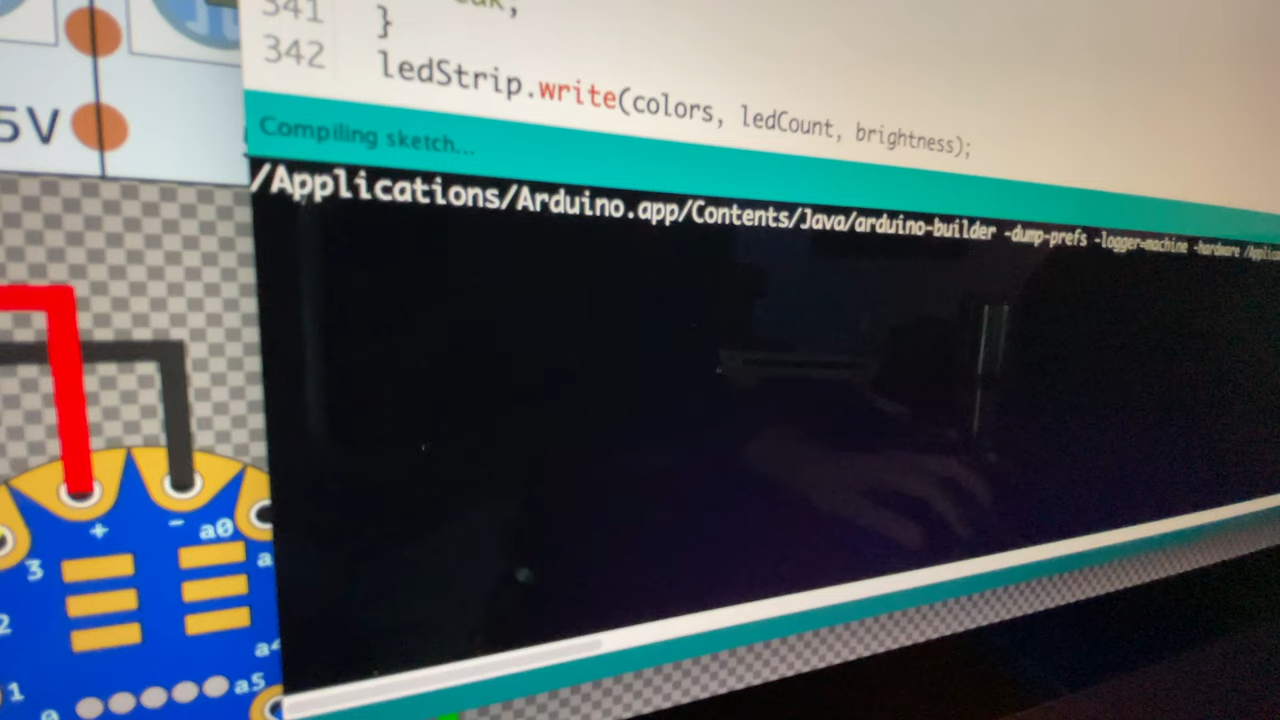 341
342
}
ledStrip.write(colors, ledCount, brightness);
5V
Compiling sketch...
/Applications/Arduino.app/Contents/Java/arduino-builder -dump-prefs -logger=machine -hardware
+
-
a0
3
a
2
a4
1
a5